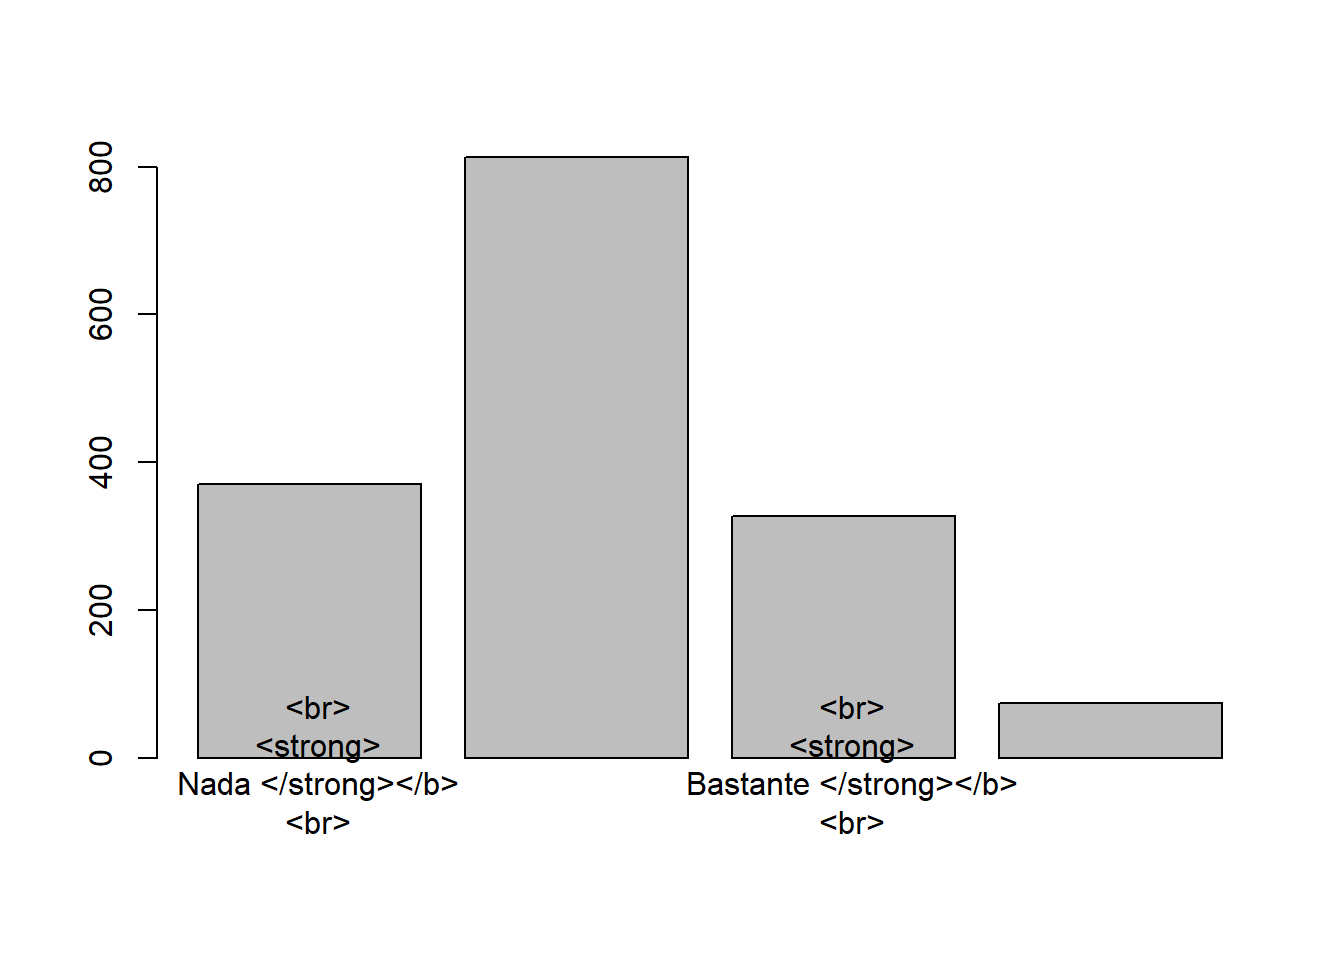 800
600
400
200
0
<br>
<strong>
Nada </strong></b>
<br>
<br>
<strong>
Bastante </strong></b>
<br>